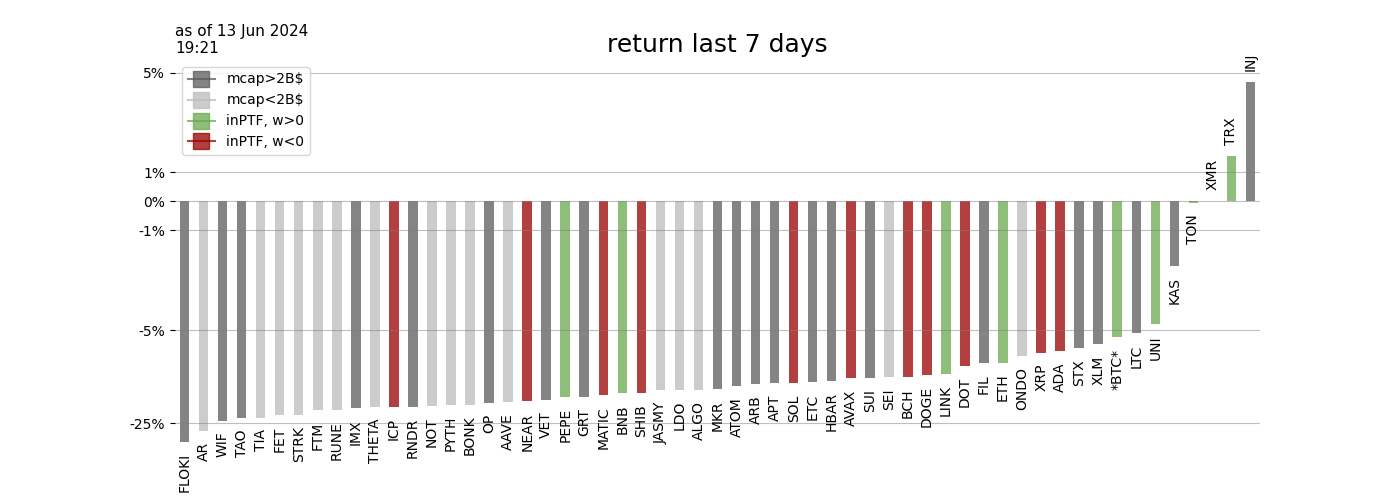 as of 13 Jun 2024
19:21
return last 7 days
mcap>2B$
mcap<2B$
inPTF, w>0
inPTF, w<0
5%
1%
0%
-1%
-5%
-25%
FLOKI
AR
WIF
TAO
TIA
FET
STRK
FTM
RUNE
IMX
THETA
ICP
RNDR
NOT
PYTH
BONK
OP
AAVE
NEAR
VET
PEPE
GRT
MATIC
BNB
SHIB
JASMY
LDO
ALGO
MKR
ATOM
ARB
APT
SOL
ETC
HBAR
AVAX
SUI
SEI
BCH
DOGE
LINK
DOT
FIL
ETH
ONDO
XRP
ADA
STX
XLM
*BTC*
LTC
UNI
KAS
TON
XMR
TRX
INJ